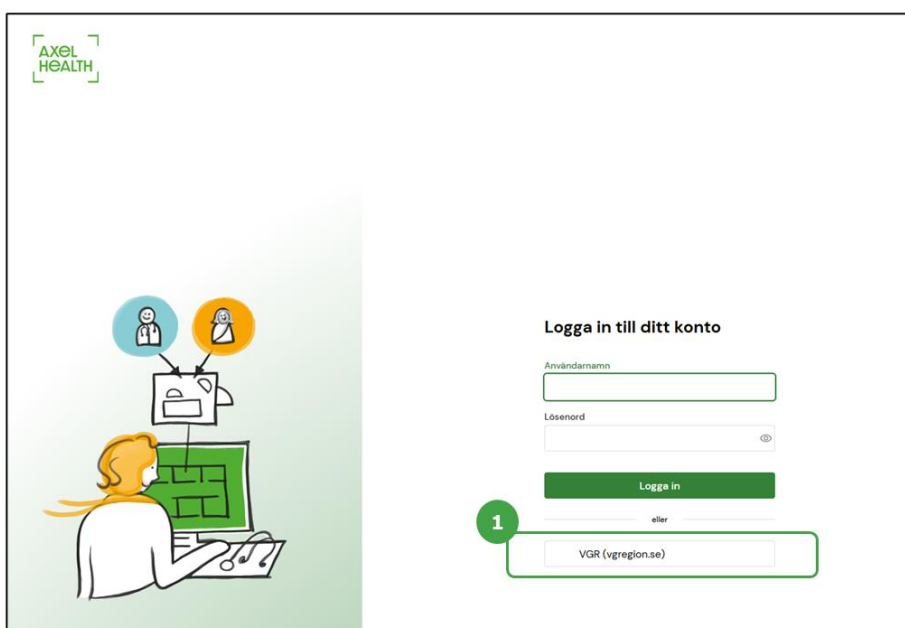 AXEL
HEALTH
Logga in till ditt konto
Användarnamn
Lösenord
Logga in
1
eller
VGR (vgregion.se)